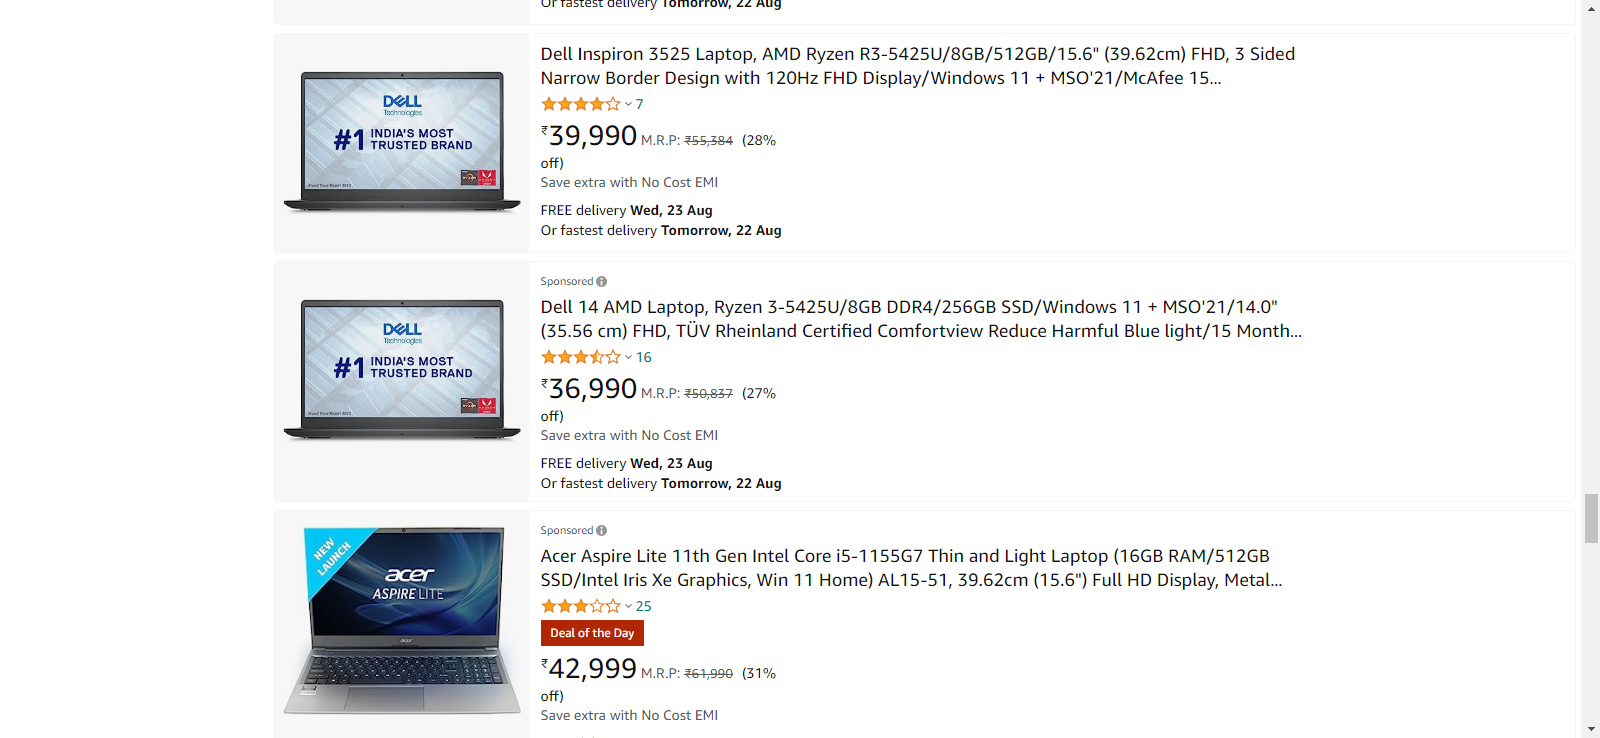 Or fastest delivery Tomorrow, 22 Aug
DELL
Technologies
#1 INDIA'S MOST
TRUSTED BRAND
Dell Inspiron 3525 Laptop, AMD Ryzen R3-5425U/8GB/512GB/15.6" (39.62cm) FHD, 3 Sided
Narrow Border Design with 120Hz FHD Display/Windows 11 + MSO'21/McAfee 15...
7
₹39,990 M.R.P: ₹55,384 (28%
off)
Save extra with No Cost EMI
FREE delivery Wed, 23 Aug
Or fastest delivery Tomorrow, 22 Aug
DELL
Technologies
#1 INDIA'S MOST
TRUSTED BRAND
Sponsored
Dell 14 AMD Laptop, Ryzen 3-5425U/8GB DDR4/256GB SSD/Windows 11 + MSO'21/14.0"
(35.56 cm) FHD, TÜV Rheinland Certified Comfortview Reduce Harmful Blue light/15 Month...
16
₹36,990 M.R.P: ₹50,837 (27%
off)
Save extra with No Cost EMI
FREE delivery Wed, 23 Aug
Or fastest delivery Tomorrow, 22 Aug
NEW
LAUNCH
acer
ASPIRE LITE
acer
Sponsored
Acer Aspire Lite 11th Gen Intel Core i5-1155G7 Thin and Light Laptop (16GB RAM/512GB
SSD/Intel Iris Xe Graphics, Win 11 Home) AL15-51, 39.62cm (15.6") Full HD Display, Metal...
25
Deal of the Day
₹42,999 M.R.P: ₹61,990 (31%
off)
Save extra with No Cost EMI